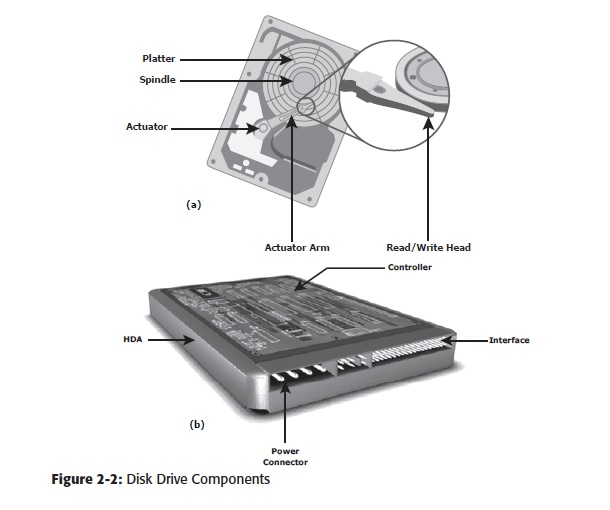 Platter
Spindle
Actuator
(a)
Actuator Arm
Read/Write Head
Controller
HDA
Interface
(b)
Power
Connector
Figure 2-2: Disk Drive Components